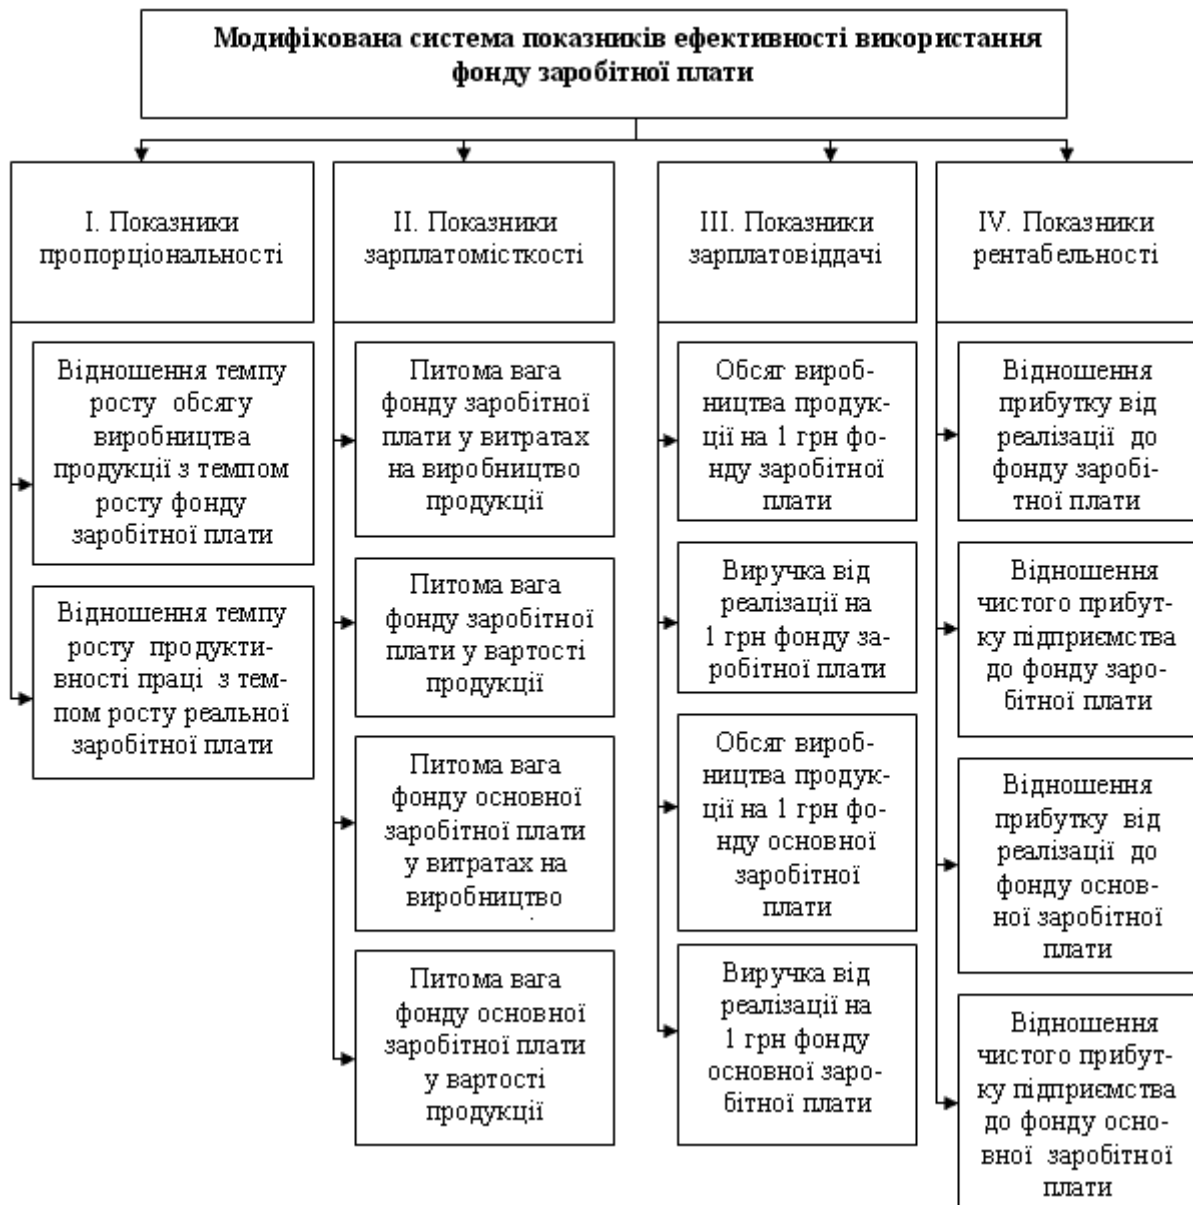 Модифікована система показників ефективності використання
фонду заробітної плати
I. Показники
пропорціональності
II. Показники
зарплатомісткості
III. Показники
зарплатовіддачі
IV. Показники
рентабельності
Відношення темпу
росту обсягу
виробництва
продукції з темпом
росту фонду
заробітної плати
Відношення темпу
росту продукти-
вності праці з тем-
пом росту реальної
заробітної плати
Питома вага
фонду заробітної
плати у витратах
на виробництво
продукції
Питома вага
фонду заробітної
плати у вартості
продукції
Питома вага
фонду основної
заробітної плати
у витратах на
виробництво
Питома вага
фонду основної
заробітної плати
у вартості
продукції
Обсяг вироб-
ництва продук-
ції на 1 грн фо-
нду заробітної
плати
Виручка від
реалізації на
1 грн фонду за-
робітної плати
Обсяг вироб-
ництва продук-
ції на 1 грн фо-
нду основної
заробітної
плати
Виручка від
реалізації на
1 грн фонду
основної заро-
бітної плати
Відношення
прибутку від
реалізації до
фонду заробі-
тної плати
Відношення
чистого прибут-
ку підприємства
до фонду заро-
бітної плати
Відношення
прибутку від
реалізації до
фонду основ-
ної заробітної
плати
Відношення
чистого прибут-
ку підприємства
до фонду осно-
вної заробітної
плати